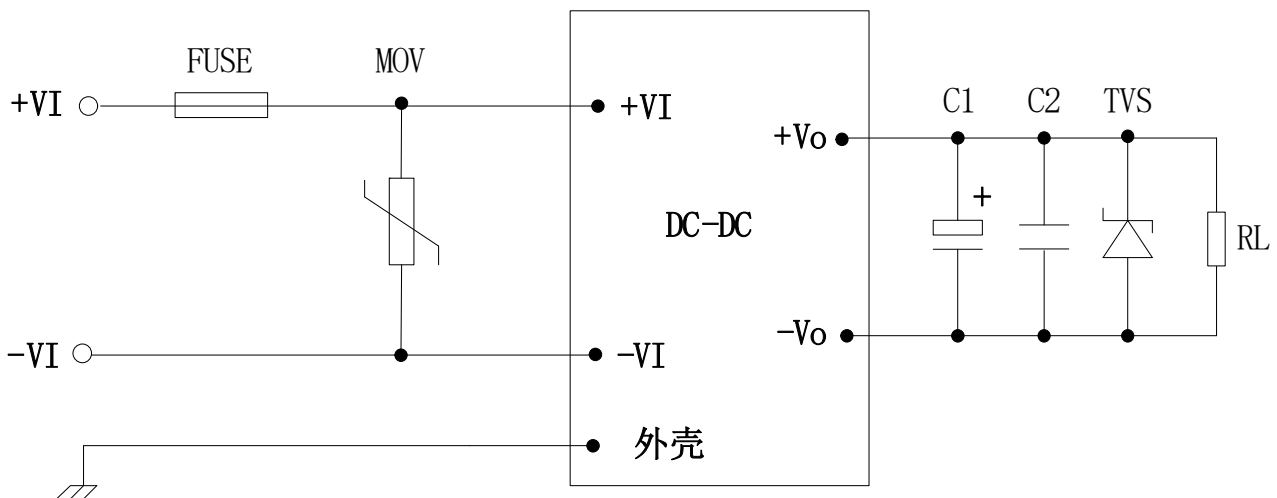 FUSE
MOV
+VI
+VI
C1
C2
TVS
+Vo
+
DC-DC
RL
-VI
-VI
-Vo
外壳